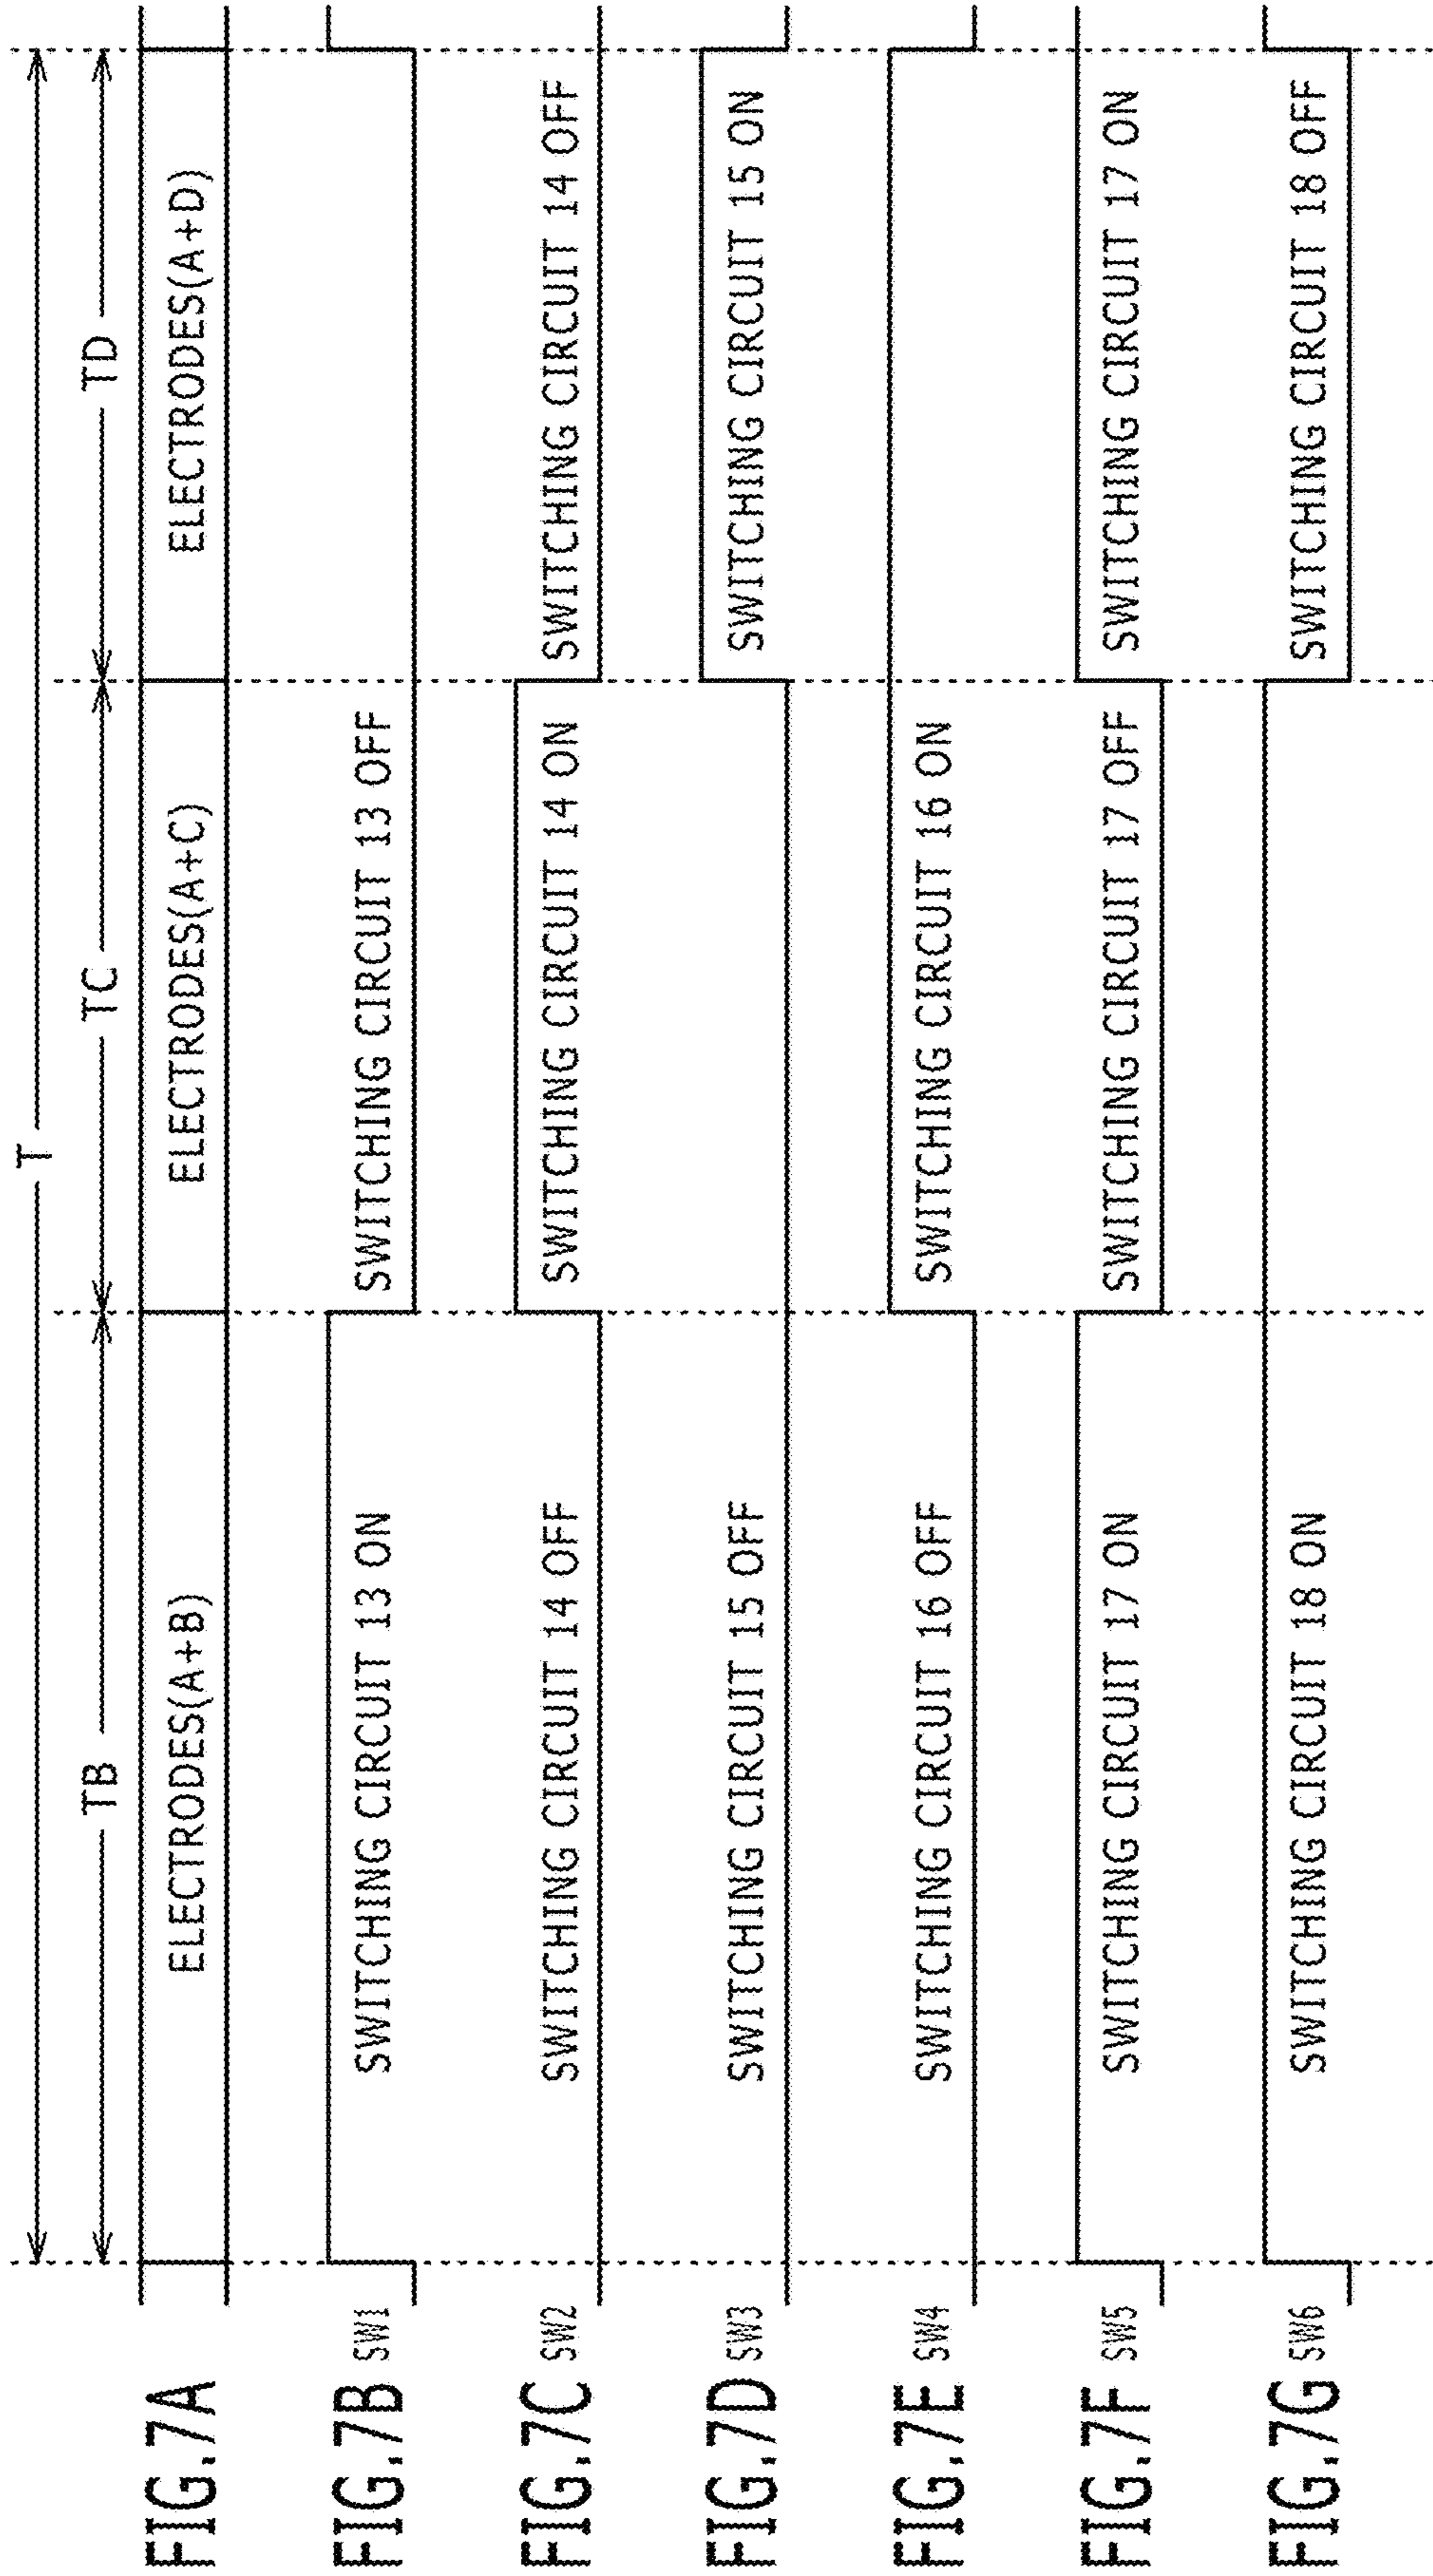 T
TB TC TD
FIG.7A ELECTRODES(A+B) ELECTRODES(A+C) ELECTRODES(A+D)
FIG.7B SW1 SWITCHING CIRCUIT 13 ON SWITCHING CIRCUIT 13 OFF
FIG.7C SW2 SWITCHING CIRCUIT 14 OFF SWITCHING CIRCUIT 14 ON SWITCHING CIRCUIT 14 OFF
FIG.7D SW3 SWITCHING CIRCUIT 15 OFF SWITCHING CIRCUIT 15 ON
FIG.7E SW4 SWITCHING CIRCUIT 16 OFF SWITCHING CIRCUIT 16 ON
FIG.7F SW5 SWITCHING CIRCUIT 17 ON SWITCHING CIRCUIT 17 OFF SWITCHING CIRCUIT 17 ON
FIG.7G SW6 SWITCHING CIRCUIT 18 ON SWITCHING CIRCUIT 18 OFF